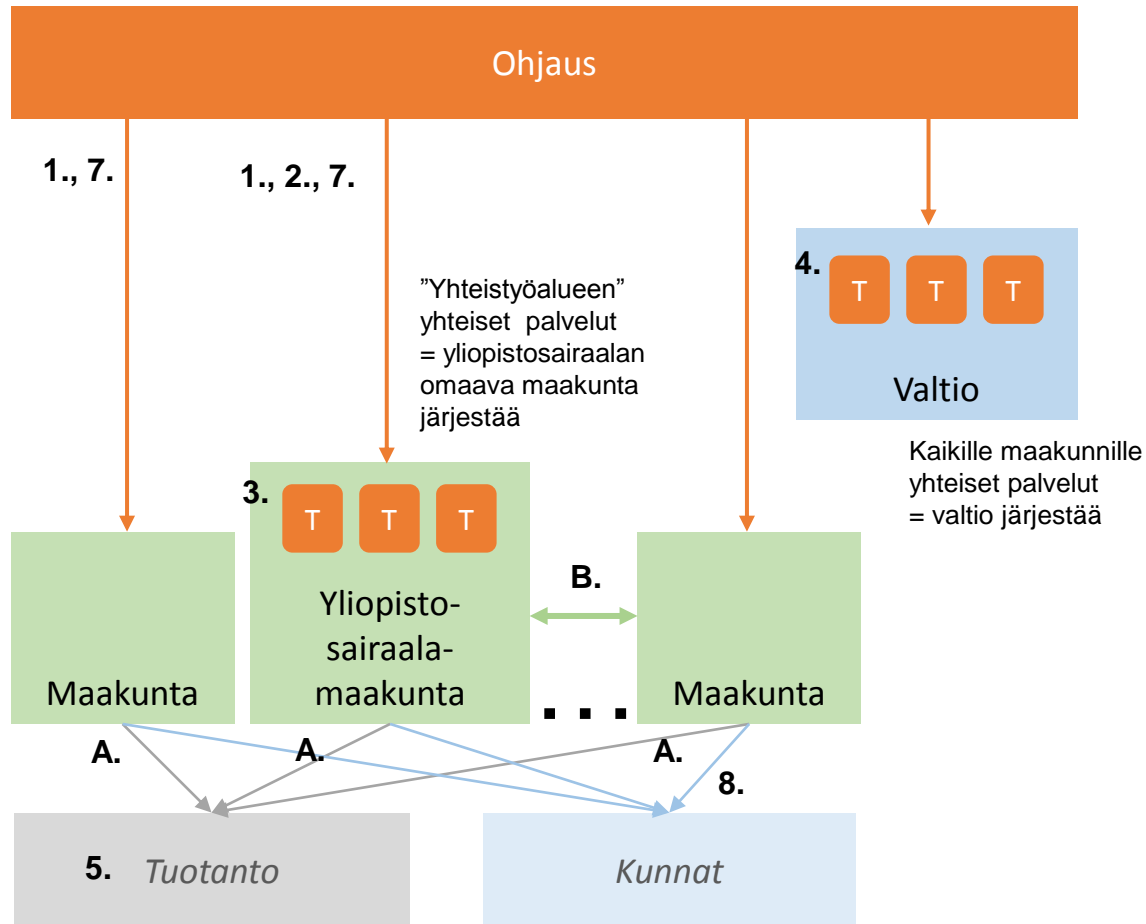 Ohjaus
1., 7.
1., 2., 7.
"Yhteistyöalueen"
yhteiset palvelut
= yliopistosairaalan
omaava maakunta
järjestää
4.
T T T
Valtio
Kaikille maakunnille
yhteiset palvelut
= valtio järjestää
3.
T T T
Yliopisto-
sairaala-
maakunta
B.
Maakunta
. . .
Maakunta
A.
A.
A.
8.
5.
Tuotanto
Kunnat